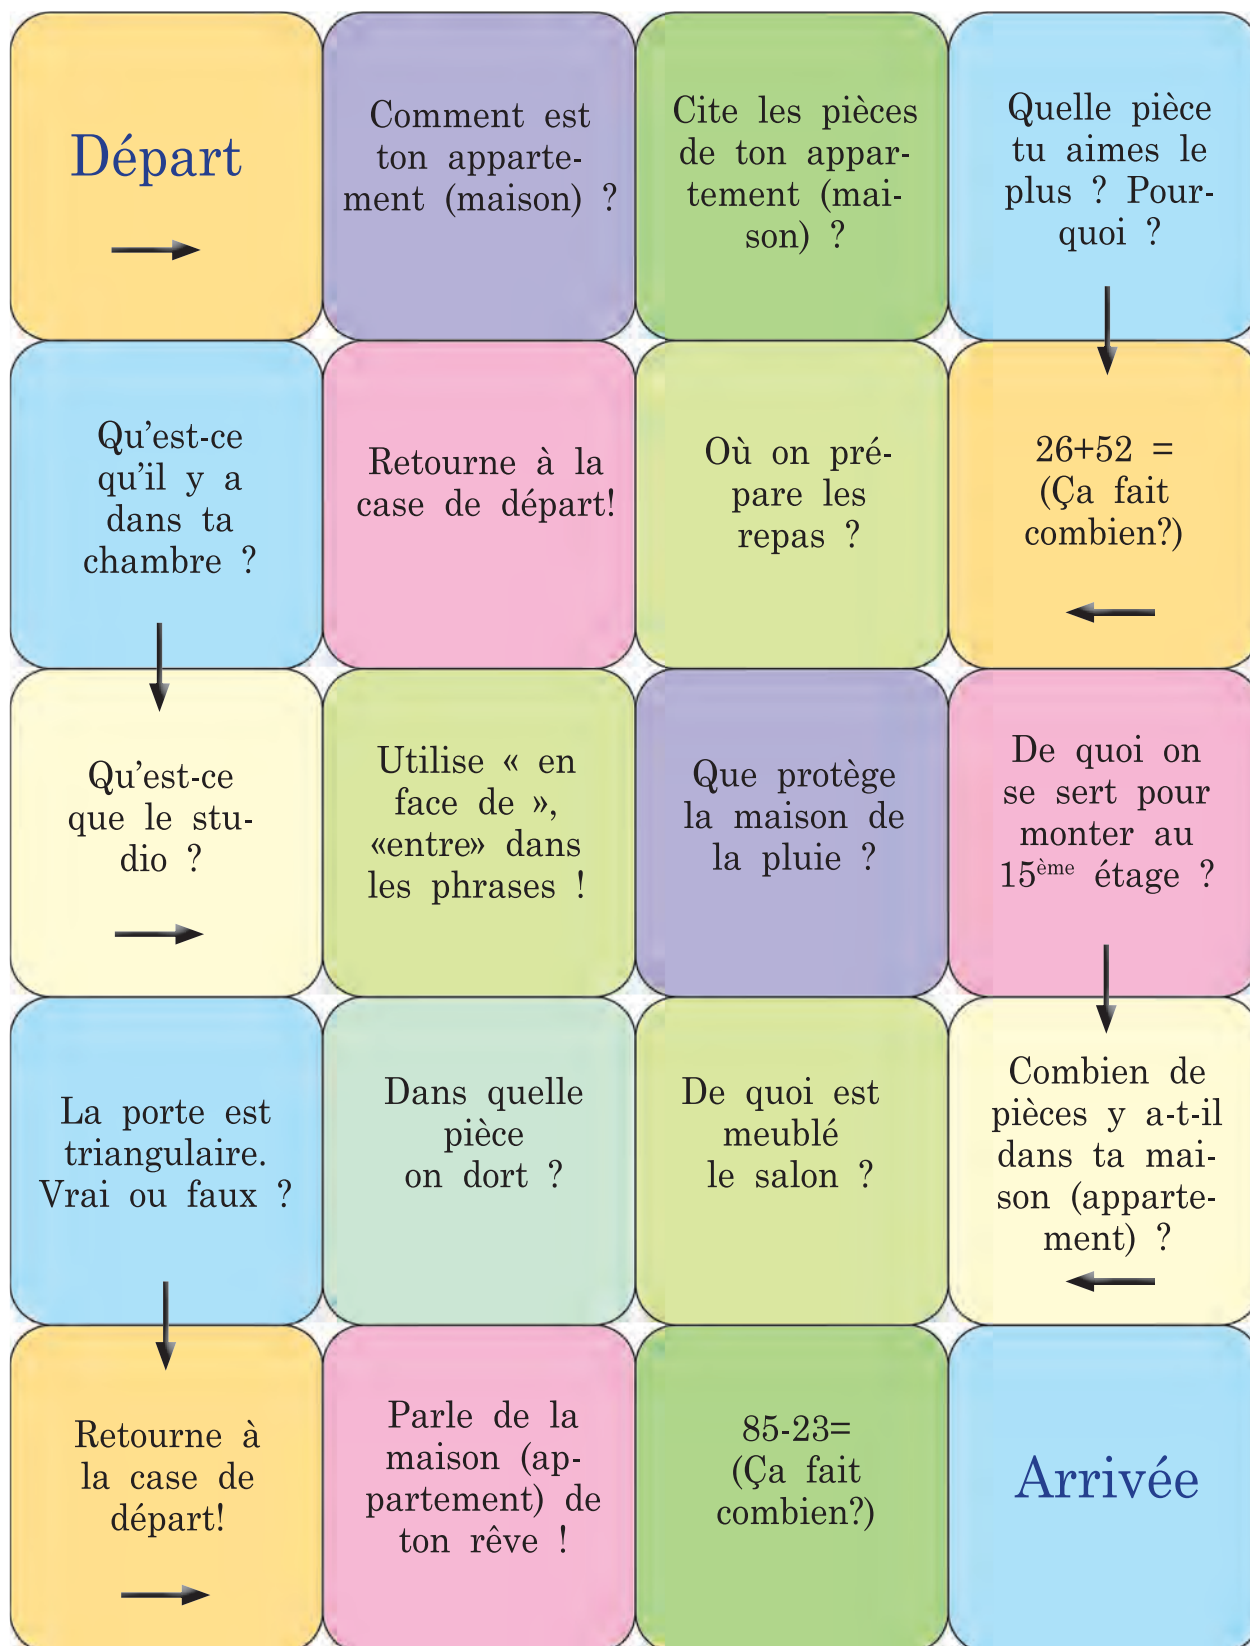 Départ
Comment est
ton apparte-
ment (maison) ?
Cite les pièces
de ton appar-
tement (mai-
son) ?
Quelle pièce
tu aimes le
plus ? Pour-
quoi ?
Qu’est-ce
qu’il y a
dans ta
chambre ?
Retourne à la
case de départ!
Où on pré-
pare les
repas ?
26+52 =
(Ça fait
combien?)
Qu’est-ce
que le stu-
dio ?
Utilise « en
face de »,
«entre» dans
les phrases !
Que protège
la maison de
la pluie ?
De quoi on
se sert pour
monter au
15ème étage ?
La porte est
triangulaire.
Vrai ou faux ?
Dans quelle
pièce
on dort ?
De quoi est
meublé
le salon ?
Combien de
pièces y a-t-il
dans ta mai-
son (apparte-
ment) ?
Retourne à
la case de
départ!
Parle de la
maison (ap-
partement) de
ton rêve !
85-23=
(Ça fait
combien?)
Arrivée